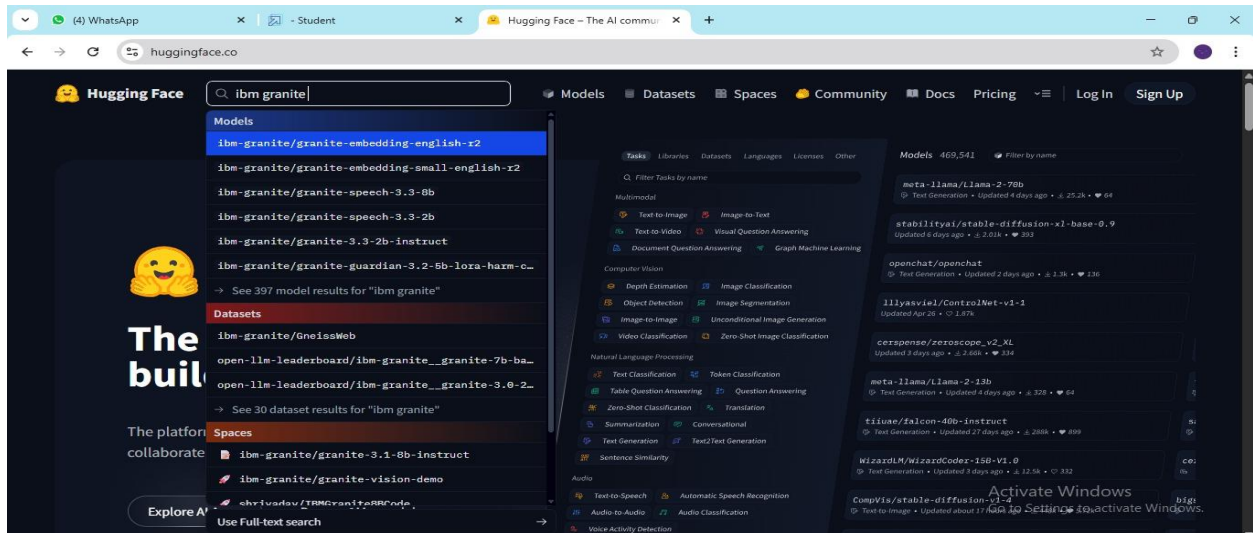 (4) WhatsApp
- Student
Hugging Face – The AI commun
huggingface.co
Hugging Face
ibm granite
Models
Datasets
Spaces
Community
Docs
Pricing
Log In
Sign Up
Models
ibm-granite/granite-embedding-english-r2
ibm-granite/granite-embedding-small-english-r2
ibm-granite/granite-speech-3.3-8b
ibm-granite/granite-speech-3.3-2b
ibm-granite/granite-3.3-2b-instruct
ibm-granite/granite-guardian-3.2-5b-lora-harm-c…
→ See 397 model results for "ibm granite"
Datasets
ibm-granite/GneissWeb
open-llm-leaderboard/ibm-granite__granite-7b-ba…
open-llm-leaderboard/ibm-granite__granite-3.0-2…
→ See 30 dataset results for "ibm granite"
Spaces
ibm-granite/granite-3.1-8b-instruct
ibm-granite/granite-vision-demo
Use Full-text search →
The
buil
The platfor
collaborate
Explore A
Tasks Libraries Datasets Languages Licenses Other
Filter Tasks by name
Multimodal
Text-to-Image Image-to-Text
Text-to-Video Visual Question Answering
Document Question Answering Graph Machine Learning
Computer Vision
Depth Estimation Image Classification
Object Detection Image Segmentation
Image-to-Image Unconditional Image Generation
Video Classification Zero-Shot Image Classification
Natural Language Processing
Text Classification Token Classification
Table Question Answering Question Answering
Zero-Shot Classification Translation
Summarization Conversational
Text Generation Text2Text Generation
Sentence Similarity
Audio
Text-to-Speech Automatic Speech Recognition
Audio-to-Audio Audio Classification
Voice Activity Detection
Models 469,541 Filter by name
meta-llama/Llama-2-70b
Text Generation • Updated 4 days ago • 25.2k • 64
stabilityai/stable-diffusion-xl-base-0.9
Updated 6 days ago • 2.01k • 393
openchat/openchat
Text Generation • Updated 2 days ago • 1.3k • 136
lllyasviel/ControlNet-v1-1
Updated Apr 26 • 1.87k
cerspense/zeroscope_v2_XL
Updated 3 days ago • 2.66k • 334
meta-llama/Llama-2-13b
Text Generation • Updated 4 days ago • 328 • 64
tiiuae/falcon-40b-instruct
Text Generation • Updated 27 days ago • 288k • 899
WizardLM/WizardCoder-15B-V1.0
Text Generation • Updated 3 days ago • 12.5k • 332
CompVis/stable-diffusion-v1-4
Text-to-Image • Updated about 17
Activate Windows
Go to Settings to activate Windows.